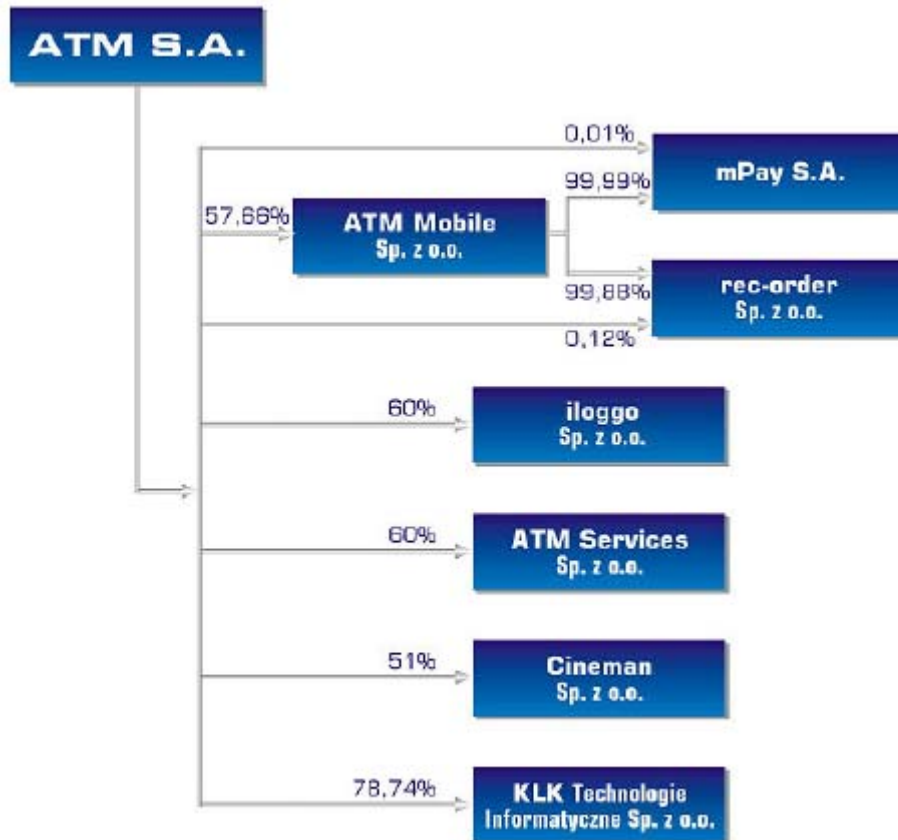 ATM S.A.
0,01%
mPay S.A.
99,99%
57,66%
ATM Mobile
Sp. z o.o.
rec-order
Sp. z o.o.
99,88%
0,12%
60%
iloggo
Sp. z o.o.
60%
ATM Services
Sp. z o.o.
51%
Cineman
Sp. z o.o.
78,74%
KLK Technologie
Informatyczne Sp. z o.o.